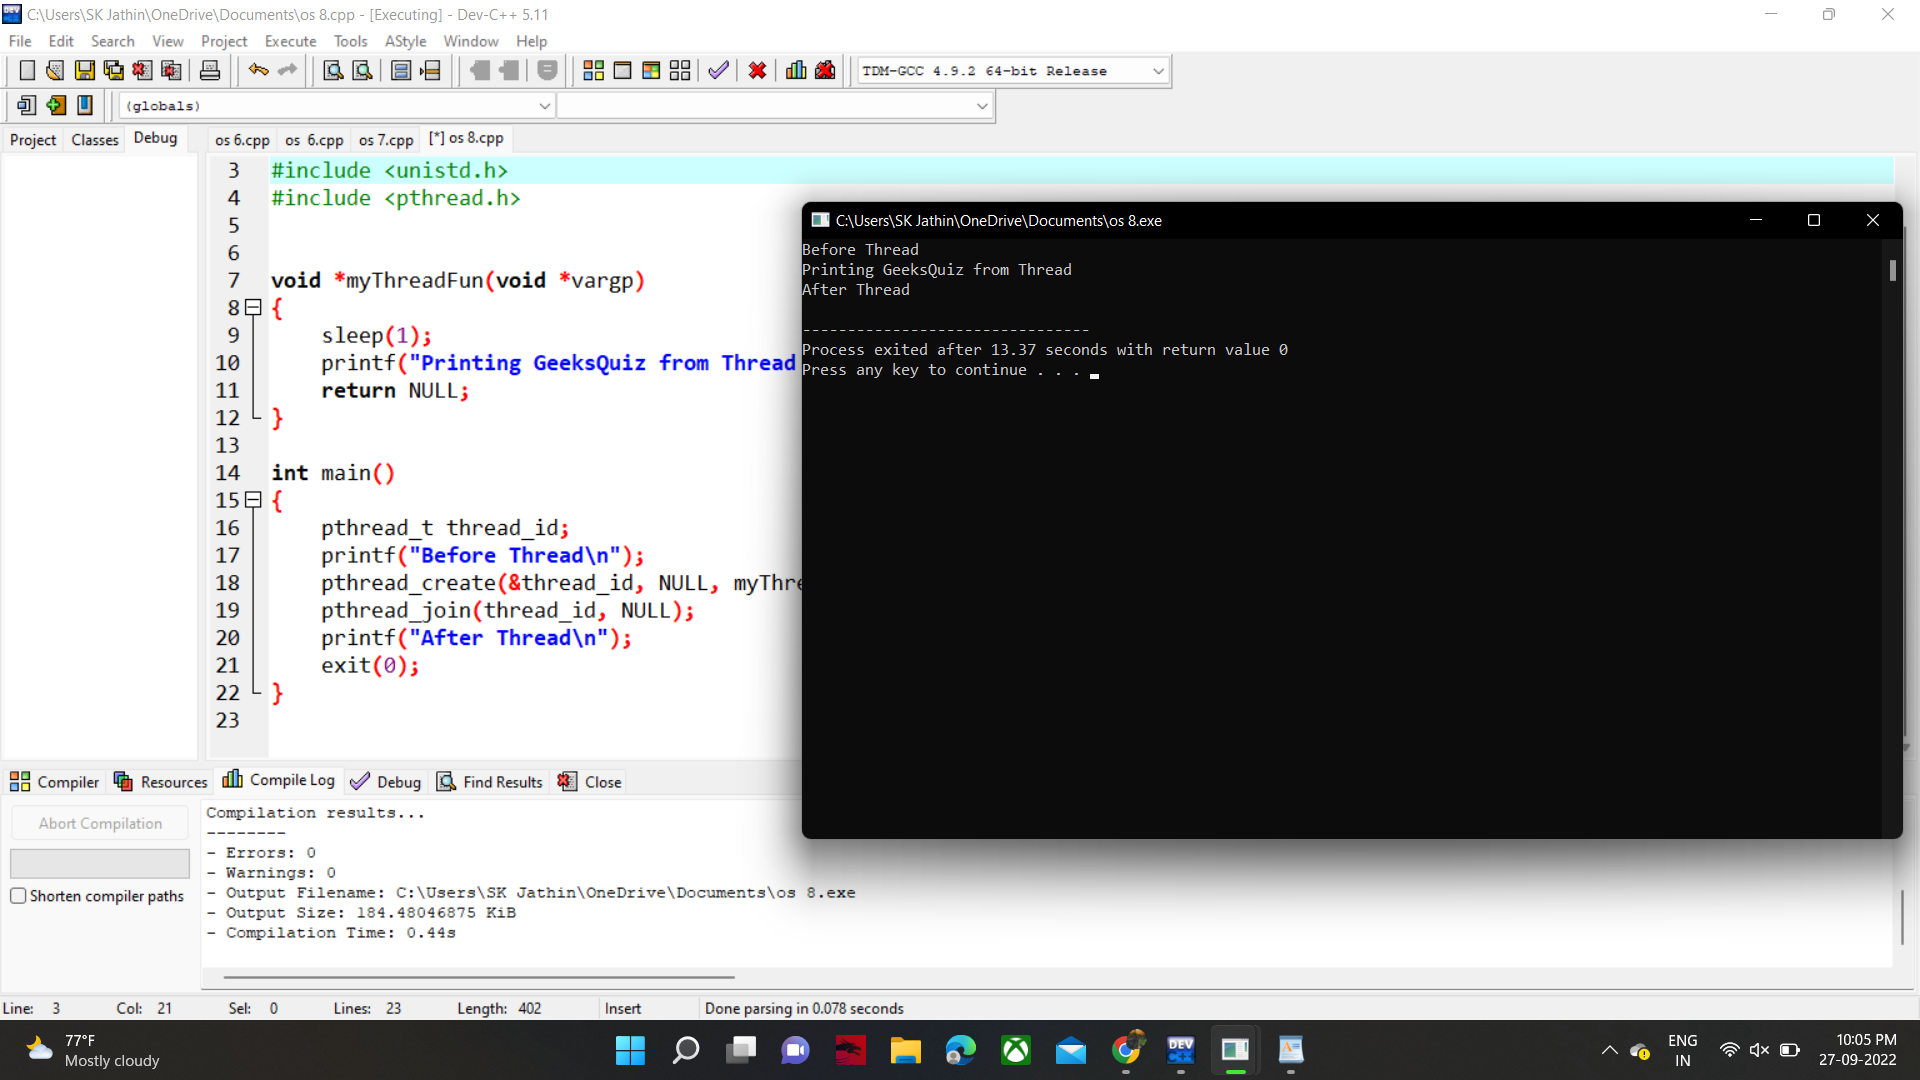 C:\Users\SK Jathin\OneDrive\Documents\os 8.cpp - [Executing] - Dev-C++ 5.11
File Edit Search View Project Execute Tools AStyle Window Help
TDM-GCC 4.9.2 64-bit Release
(globals)
Project Classes Debug
os 6.cpp os 6.cpp os 7.cpp [*] os 8.cpp
3 #include <unistd.h>
4 #include <pthread.h>
5
6
7 void *myThreadFun(void *vargp)
8 {
9 sleep(1);
10 printf("Printing GeeksQuiz from Thread
11 return NULL;
12 }
13
14 int main()
15 {
16 pthread_t thread_id;
17 printf("Before Thread\n");
18 pthread_create(&thread_id, NULL, myThre
19 pthread_join(thread_id, NULL);
20 printf("After Thread\n");
21 exit(0);
22 }
23
C:\Users\SK Jathin\OneDrive\Documents\os 8.exe
Before Thread
Printing GeeksQuiz from Thread
After Thread
--------------------------------
Process exited after 13.37 seconds with return value 0
Press any key to continue . . .
Compiler Resources Compile Log Debug Find Results Close
Abort Compilation
Shorten compiler paths
Compilation results...
--------
- Errors: 0
- Warnings: 0
- Output Filename: C:\Users\SK Jathin\OneDrive\Documents\os 8.exe
- Output Size: 184.48046875 KiB
- Compilation Time: 0.44s
Line: 3 Col: 21 Sel: 0 Lines: 23 Length: 402 Insert Done parsing in 0.078 seconds
77°F
Mostly cloudy
DEV
ENG
IN
10:05 PM
27-09-2022